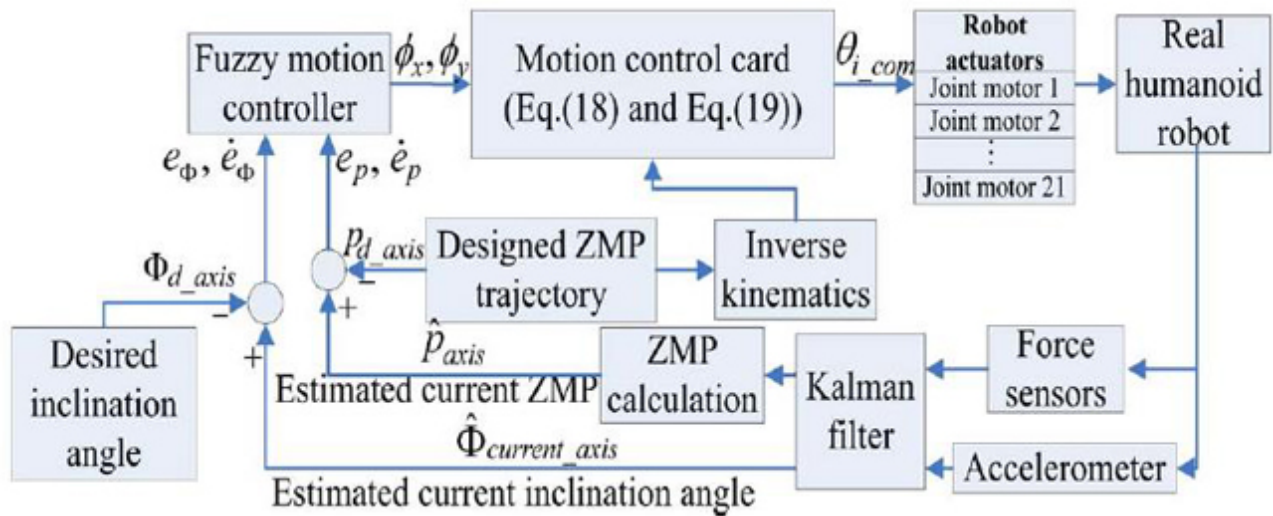 Fuzzy motion
controller
ϕ̇x, ϕ̇y
Motion control card
(Eq.(18) and Eq.(19))
θi_com
Robot
actuators
Joint motor 1
Joint motor 2
⋮
Joint motor 21
Real
humanoid
robot
eΦ, ėΦ
ep, ėp
Φd_axis
−
+
Desired
inclination
angle
pd_axis
−
+
Designed ZMP
trajectory
Inverse
kinematics
p̂axis
Estimated current ZMP
ZMP
calculation
Kalman
filter
Force
sensors
Accelerometer
Φ̂current_axis
Estimated current inclination angle